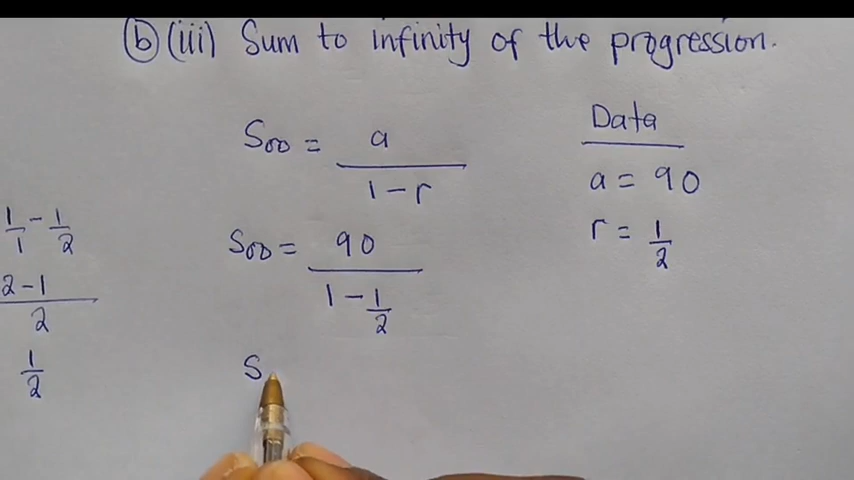 (b)(iii) Sum to infinity of the progression.
S∞ = a / 1 - r
S∞ = 90 / 1 - 1/2
S
Data
a = 90
r = 1/2
1/1 - 1/2
2 - 1 / 2
1/2